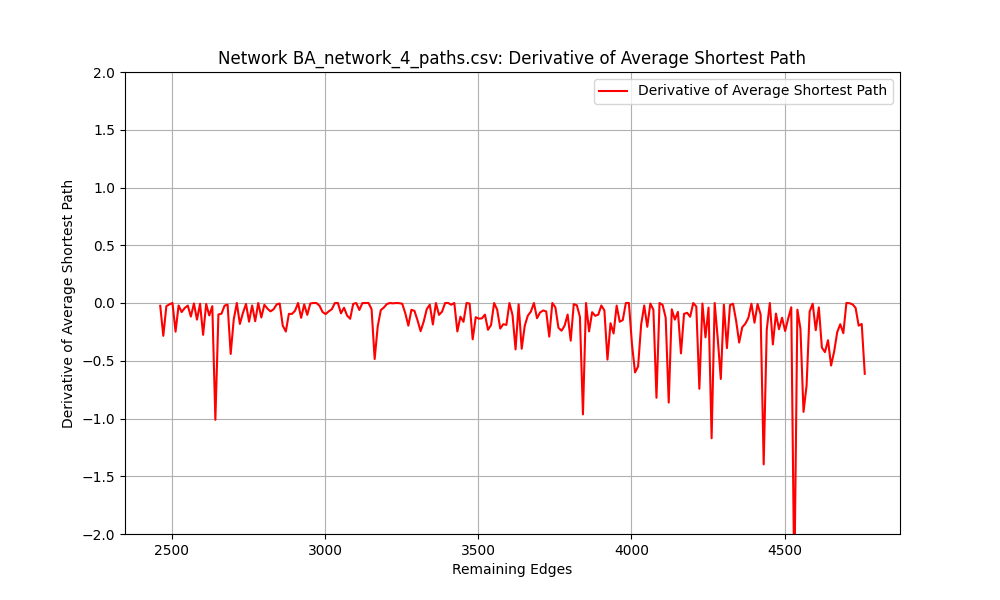 Network BA_network_4_paths.csv: Derivative of Average Shortest Path
Derivative of Average Shortest Path
2.0
1.5
1.0
0.5
0.0
−0.5
−1.0
−1.5
−2.0
Derivative of Average Shortest Path
2500 3000 3500 4000 4500
Remaining Edges